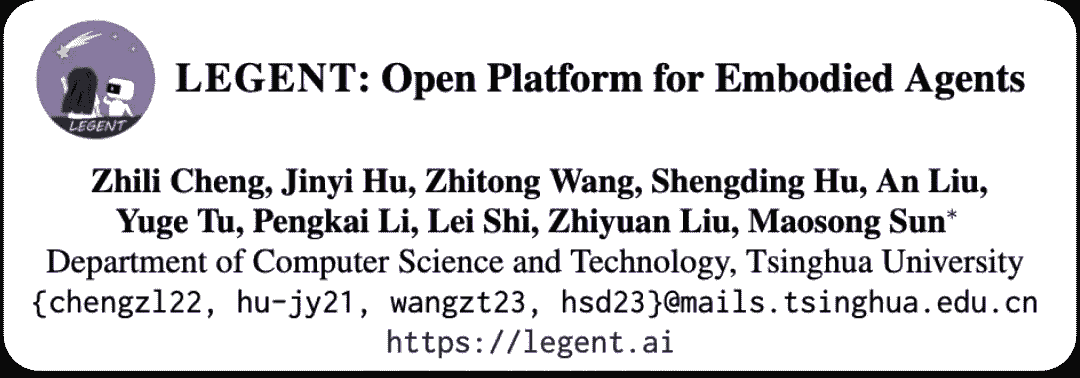 LEGENT
LEGENT: Open Platform for Embodied Agents
Zhili Cheng, Jinyi Hu, Zhitong Wang, Shengding Hu, An Liu,
Yuge Tu, Pengkai Li, Lei Shi, Zhiyuan Liu, Maosong Sun*
Department of Computer Science and Technology, Tsinghua University
{chengzl22, hu-jy21, wangzt23, hsd23}@mails.tsinghua.edu.cn
https://legent.ai